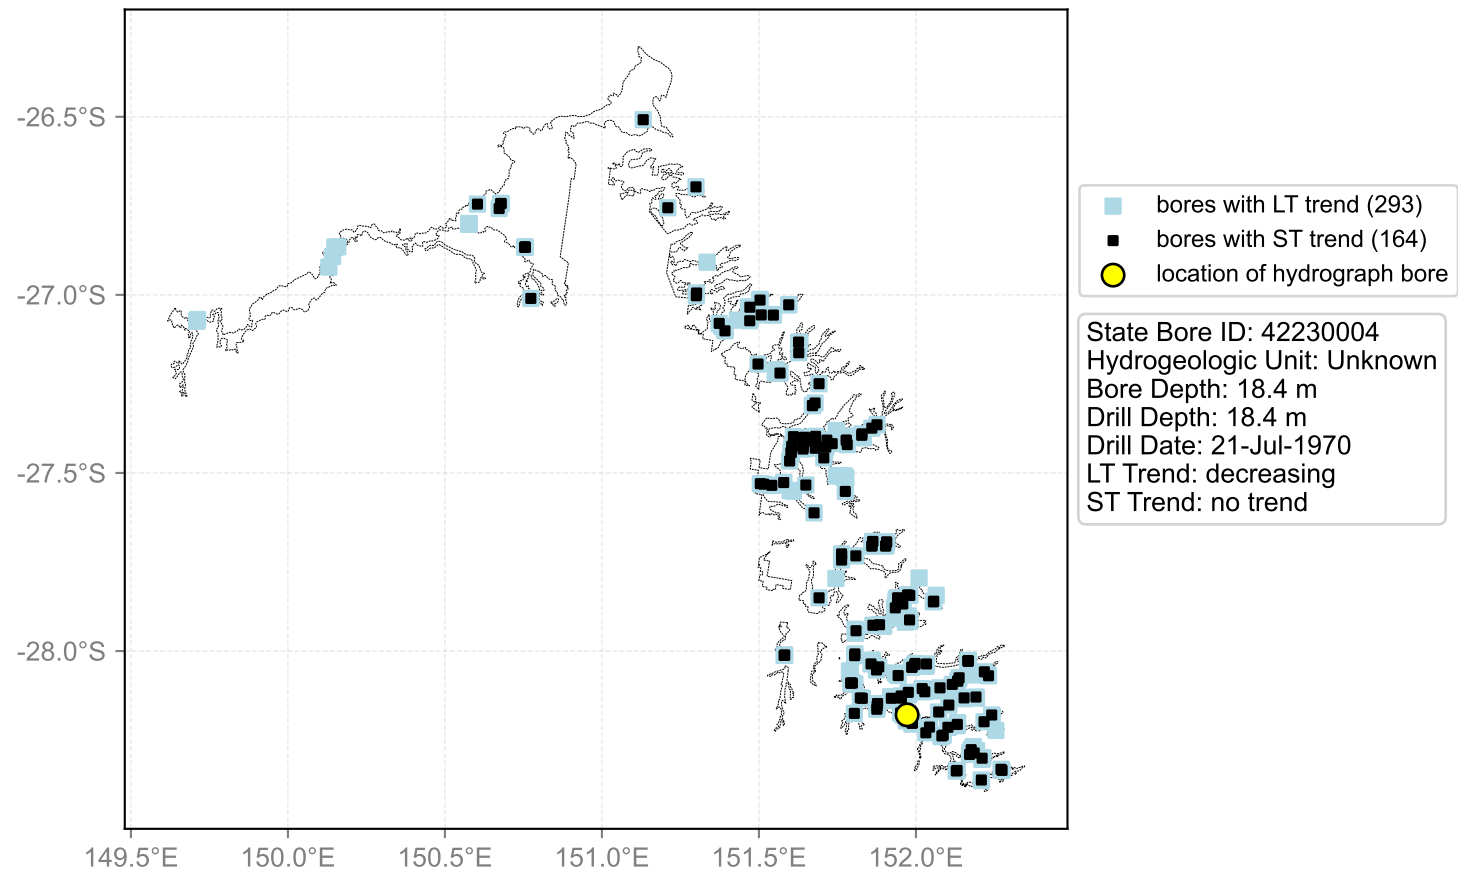 -26.5°S
-27.0°S
-27.5°S
-28.0°S
149.5°E 150.0°E 150.5°E 151.0°E 151.5°E 152.0°E
bores with LT trend (293)
bores with ST trend (164)
location of hydrograph bore
State Bore ID: 42230004
Hydrogeologic Unit: Unknown
Bore Depth: 18.4 m
Drill Depth: 18.4 m
Drill Date: 21-Jul-1970
LT Trend: decreasing
ST Trend: no trend